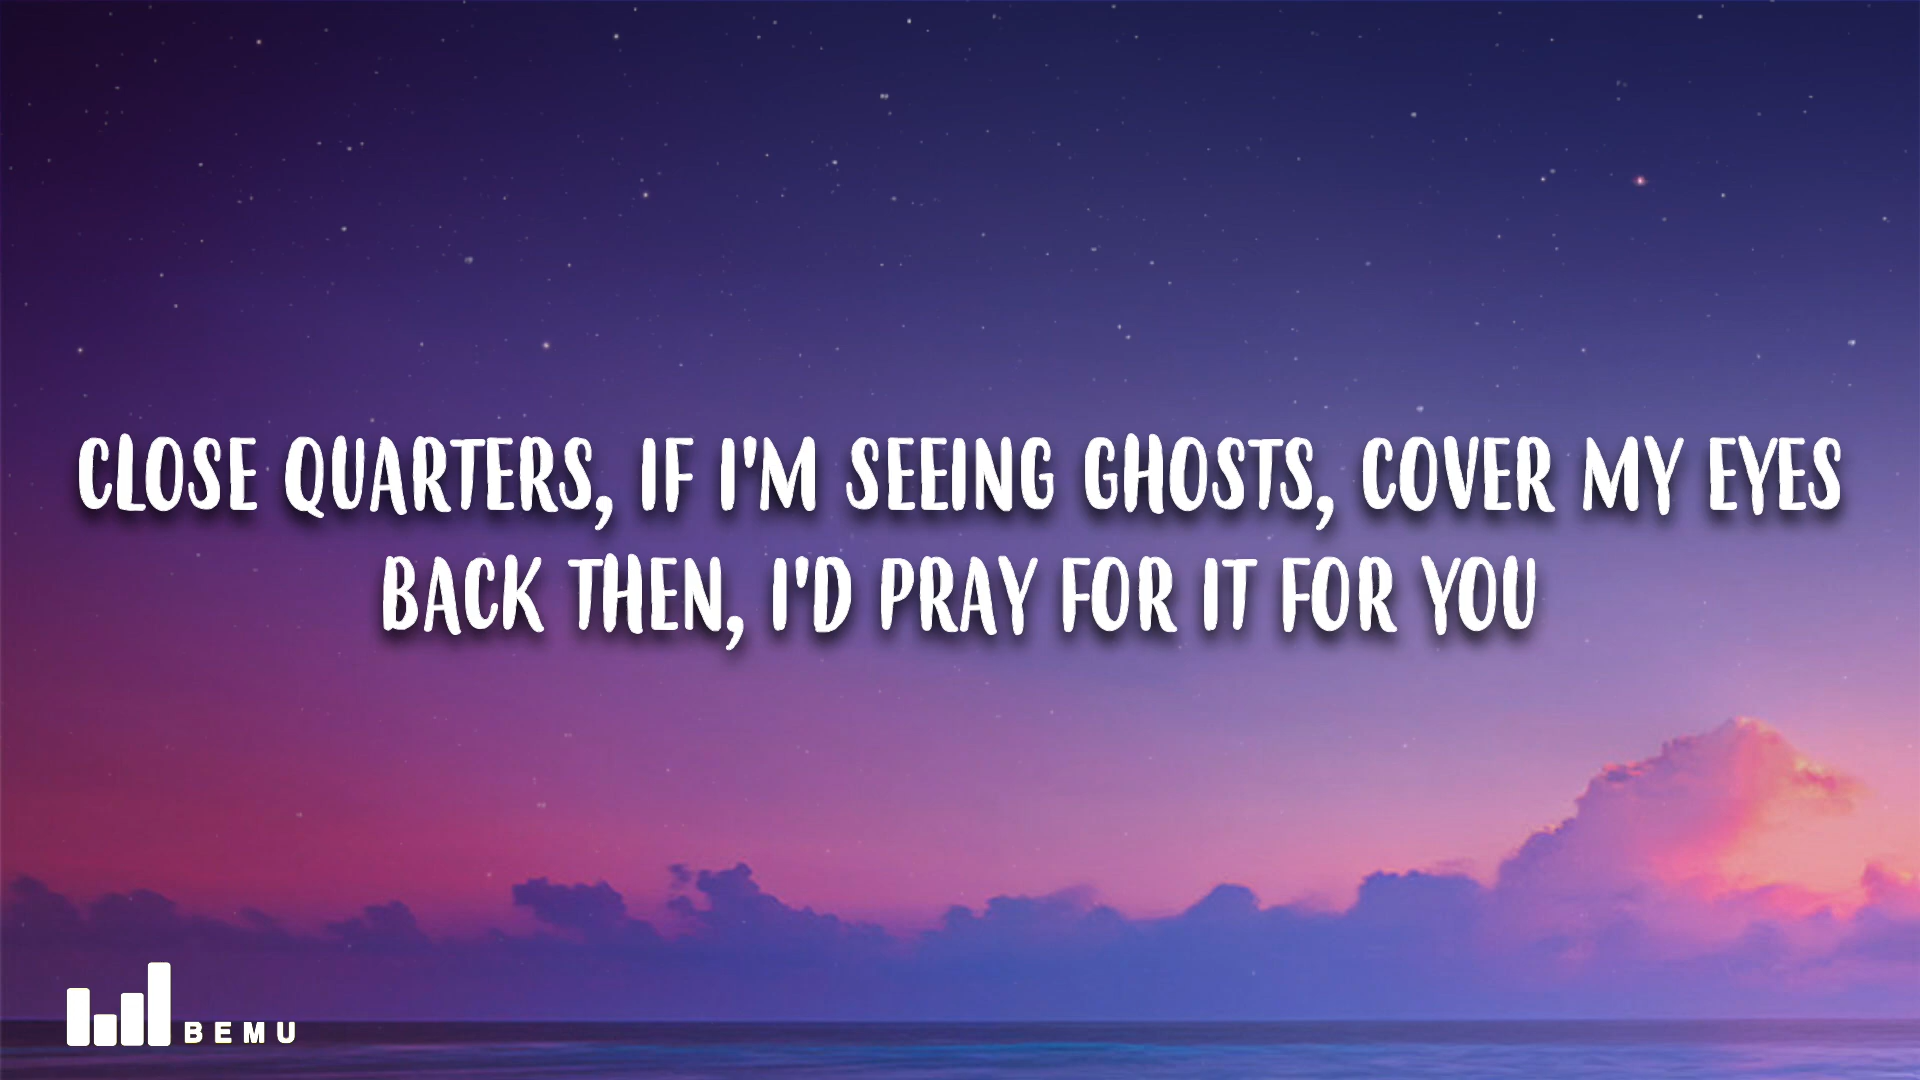 CLOSE QUARTERS, IF I'M SEEING GHOSTS, COVER MY EYES
BACK THEN, I'D PRAY FOR IT FOR YOU
BEMU